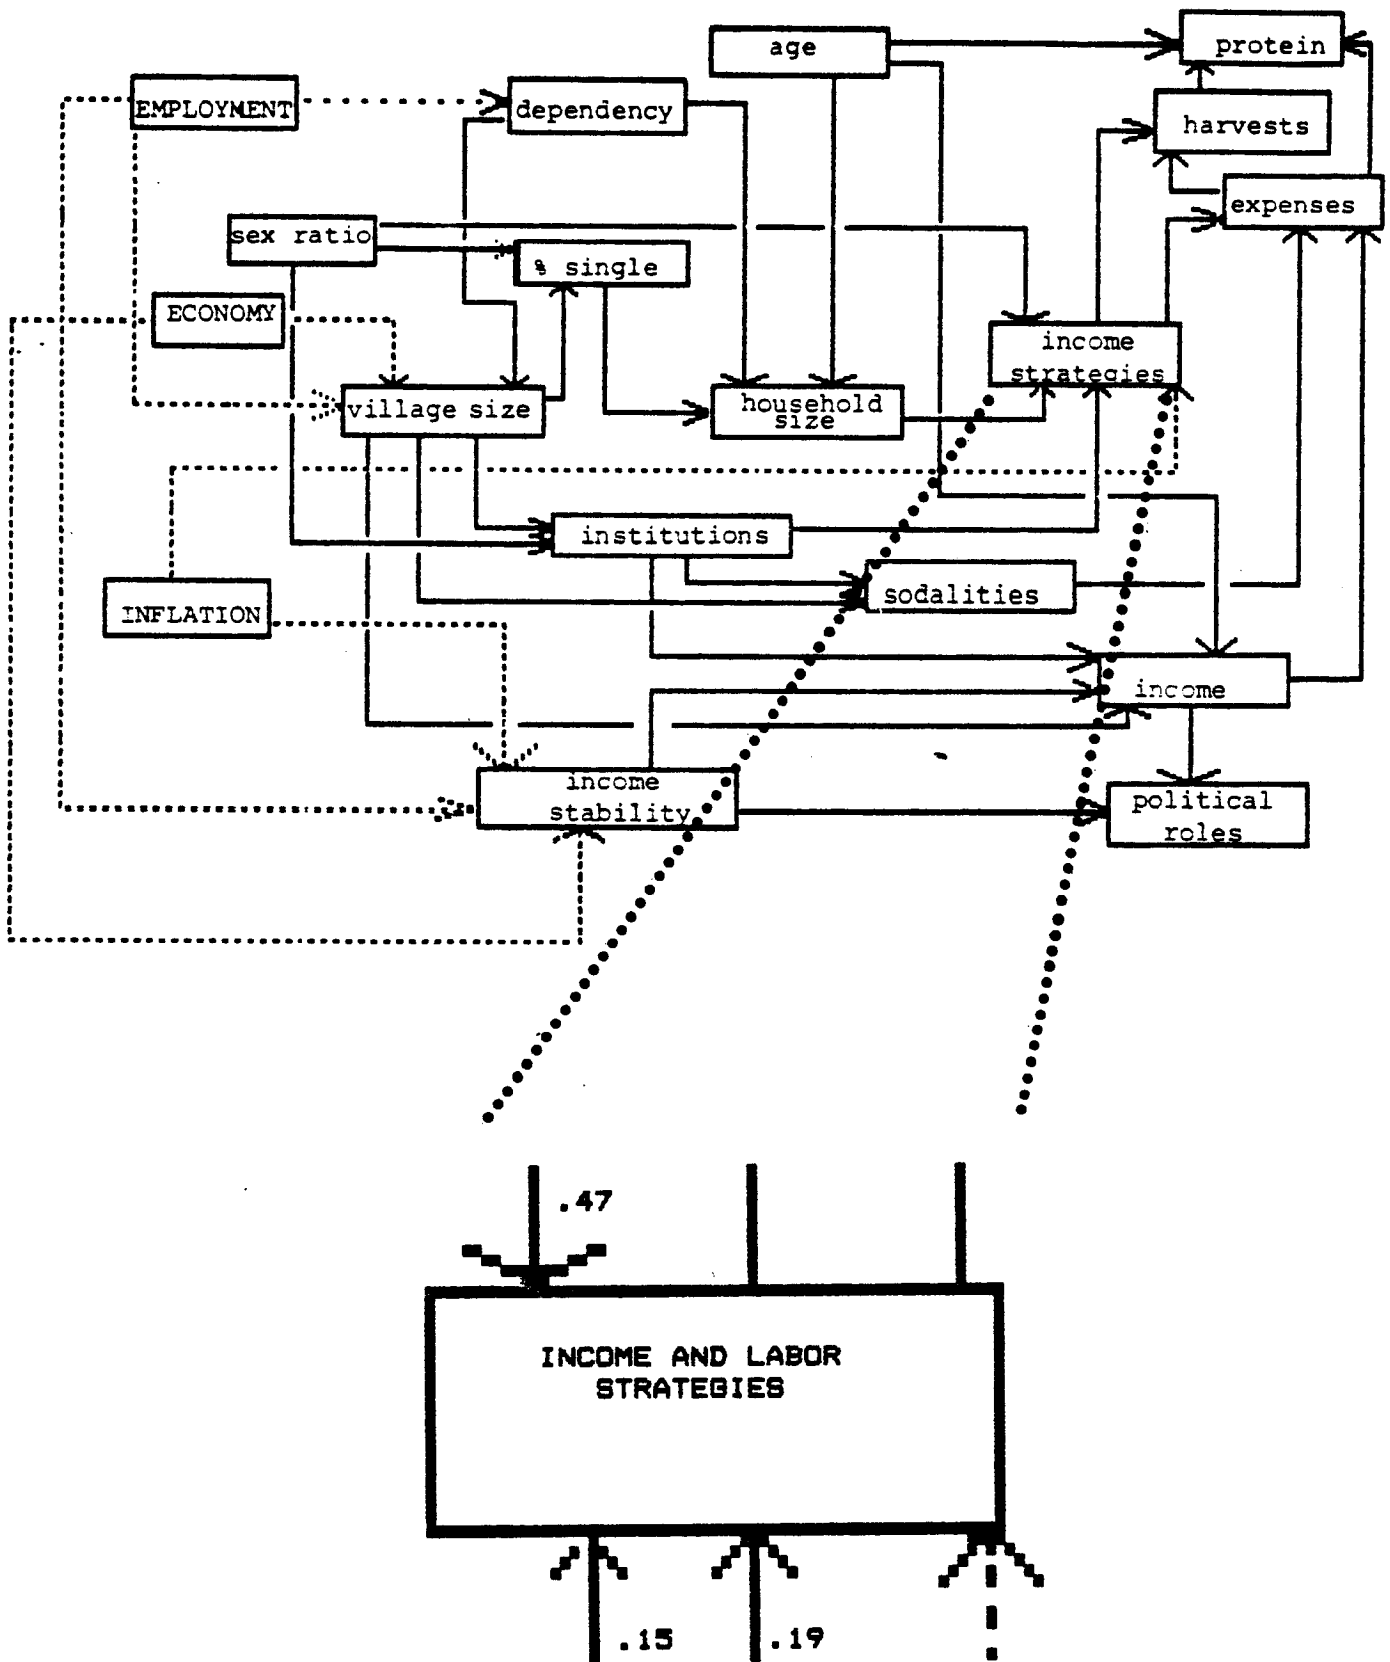 age
protein
EMPLOYMENT
dependency
harvests
expenses
sex ratio
% single
ECONOMY
income
strategies
village size
household
size
institutions
sodalities
INFLATION
income
income
stability
political
roles
.47
INCOME AND LABOR
STRATEGIES
.15
.19